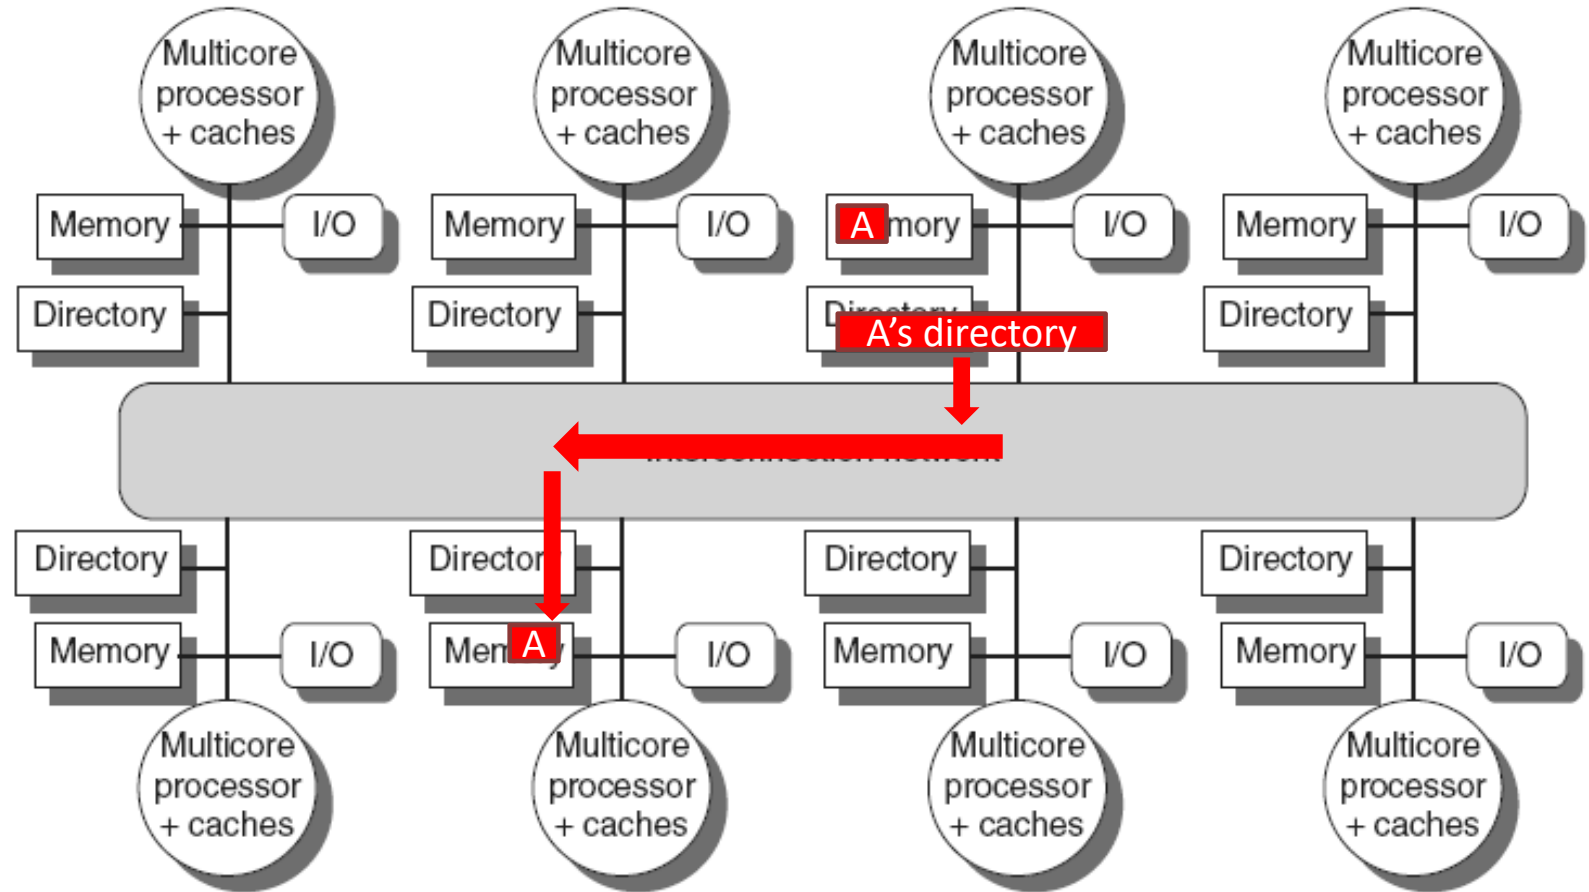 Multicore
processor
+ caches
Multicore
processor
+ caches
Multicore
processor
+ caches
Multicore
processor
+ caches
Memory
I/O
Memory
I/O
A
mory
I/O
Memory
I/O
Directory
Directory
A's directory
Directory
Directory
Directory
Directory
Directory
Memory
I/O
Mem
A
I/O
Memory
I/O
Memory
I/O
Multicore
processor
+ caches
Multicore
processor
+ caches
Multicore
processor
+ caches
Multicore
processor
+ caches